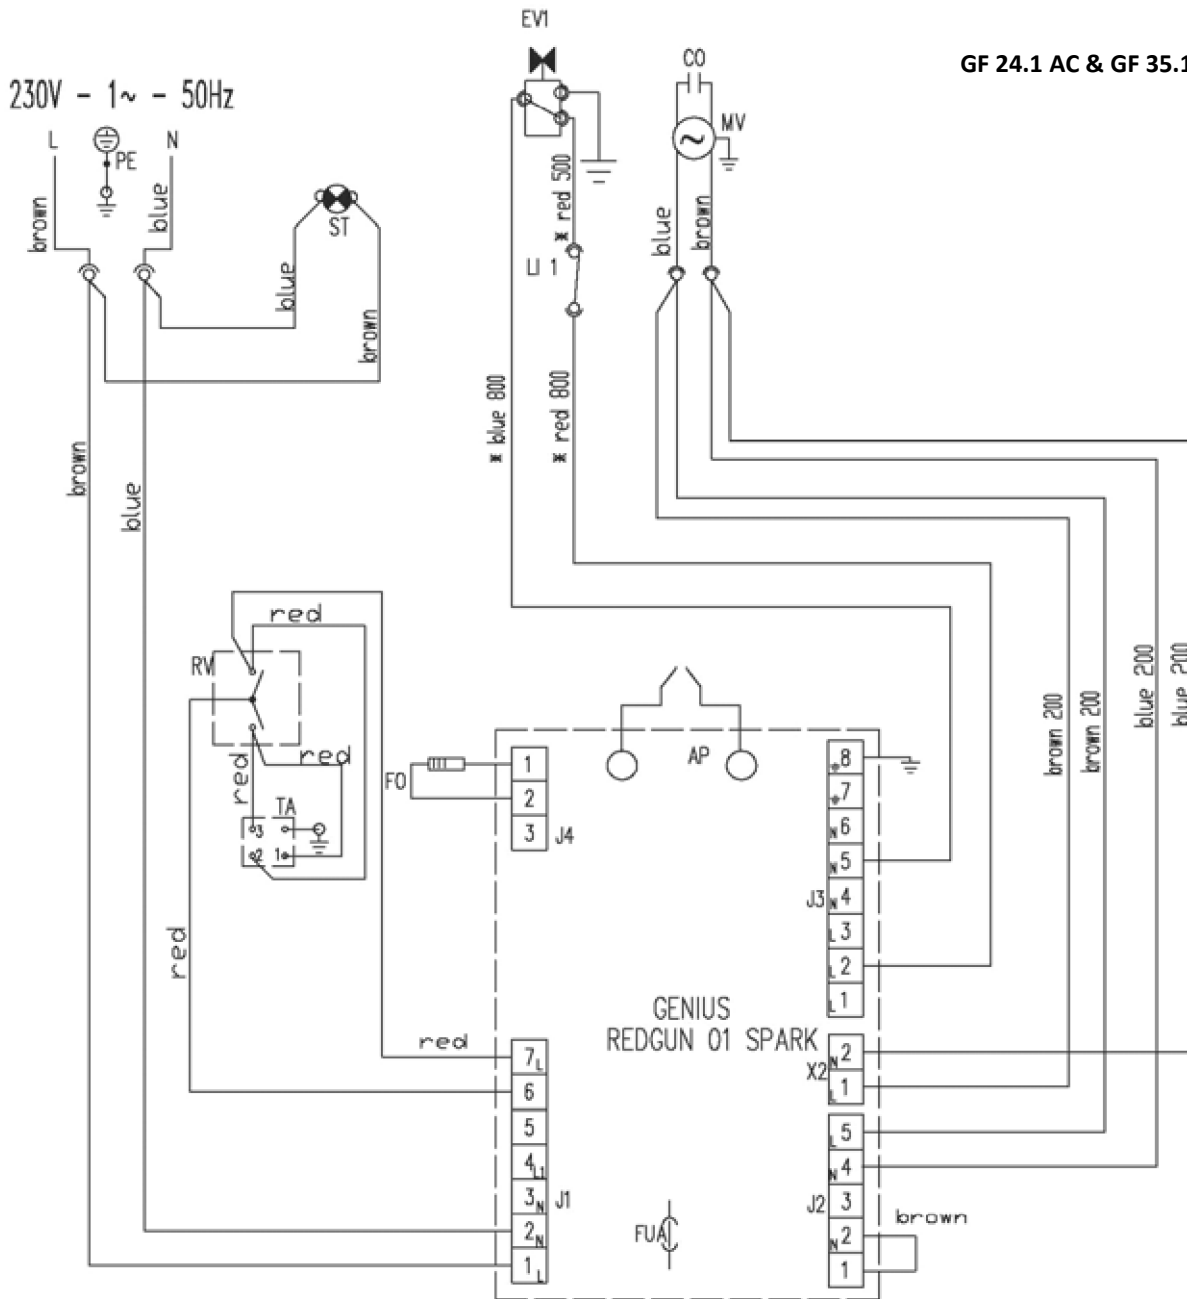 EV1
CO
GF 24.1 AC & GF 35.1
230V - 1~ - 50Hz
L
PE
N
MV
brown
blue
ST
* red 500
blue
brown
LI 1
blue
brown
* blue 800
* red 800
brown
blue
red
RV
red
red
TA
3
2
1
red
FO
1
2
3
J4
AP
8
7
N 6
N 5
N 4
L 3
L 2
L 1
J3
brown 200
brown 200
blue 200
blue 200
GENIUS
REDGUN 01 SPARK
red
7 L
6
5
4 L1
3 N
2 N
1 L
J1
N 2
L 1
X2
L 5
N 4
3
N 2
1
J2
brown
FUA